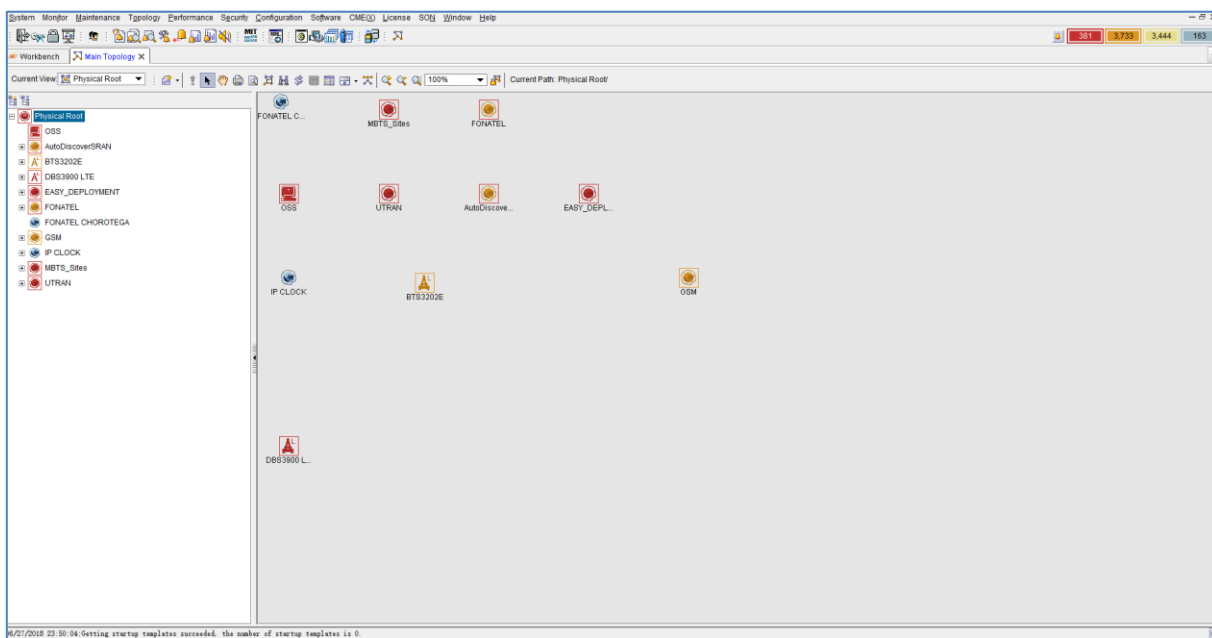 System Monitor Maintenance Topology Performance Security Configuration Software CME(X) License SON Window Help
381 3,733 3,444 163
Workbench Main Topology X
Current View: Physical Root 100% Current Path: Physical Root/
Physical Root
OSS
AutoDiscoverSRAN
BTS3202E
DBS3900 LTE
EASY_DEPLOYMENT
FONATEL
FONATEL CHOROTEGA
GSM
IP CLOCK
MBTS_Sites
UTRAN
FONATEL C...
MBTS_Sites
FONATEL
OSS
UTRAN
AutoDiscove...
EASY_DEPL...
IP CLOCK
BTS3202E
GSM
DBS3900 L...
06/27/2018 23:50:04:Getting startup templates succeeded, the number of startup templates is 0.